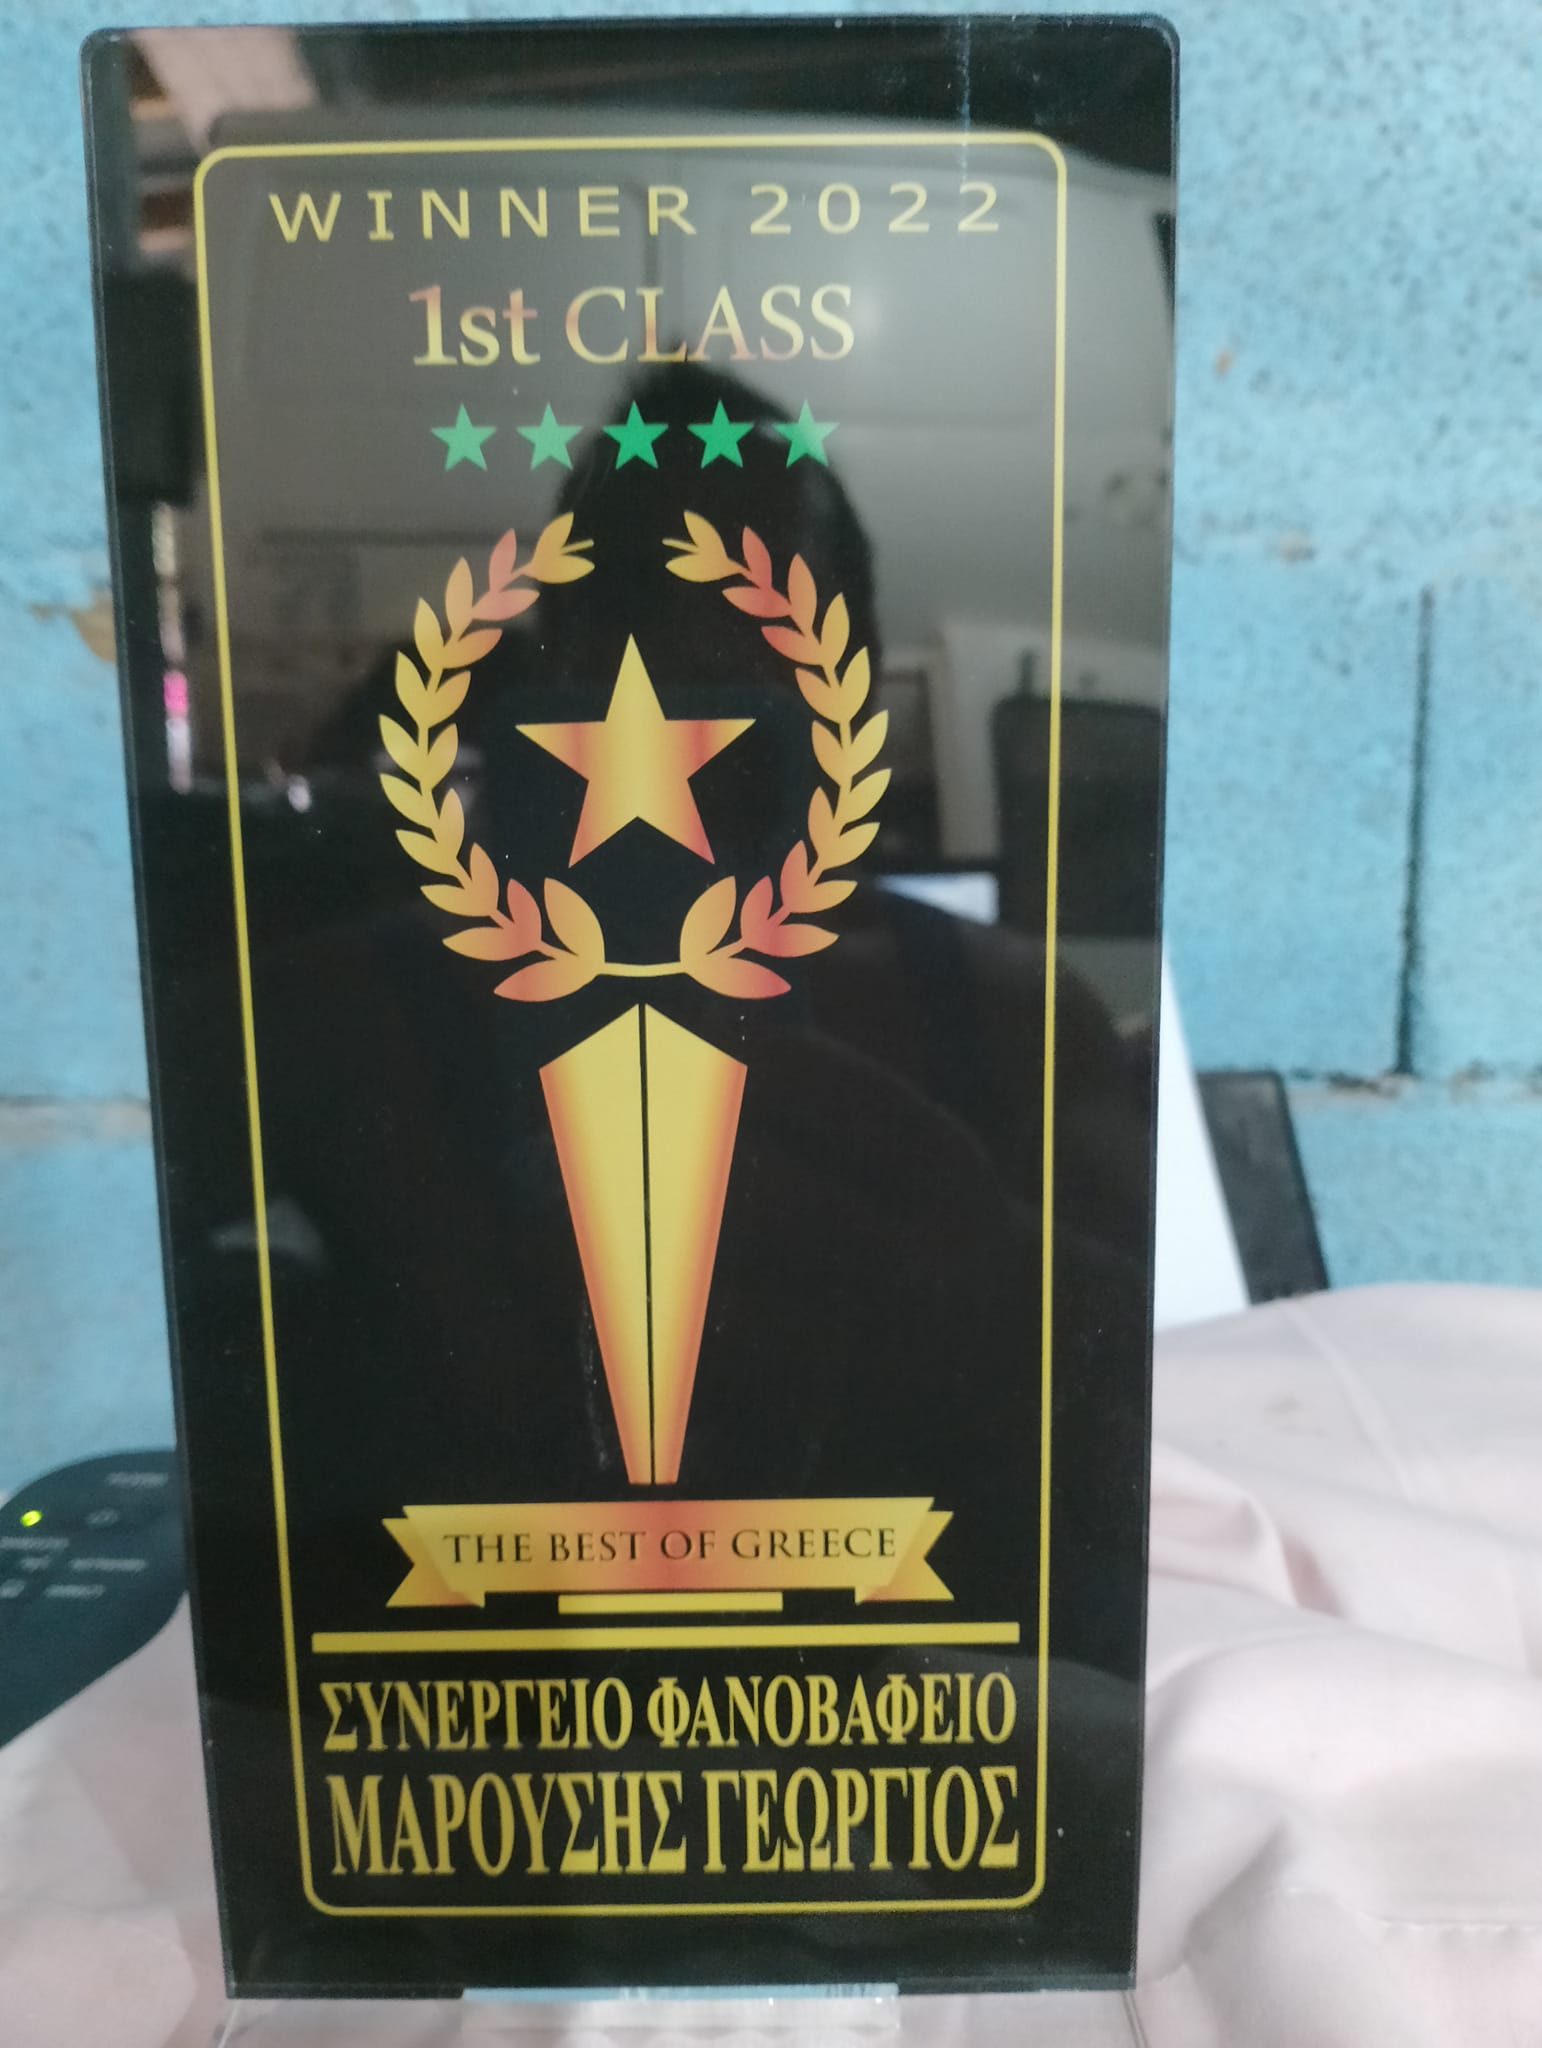 WINNER 2022
1st CLASS
THE BEST OF GREECE
ΣΥΝΕΡΓΕΙΟ ΦΑΝΟΒΑΦΕΙΟ
ΜΑΡΟΥΣΗΣ ΓΕΩΡΓΙΟΣ